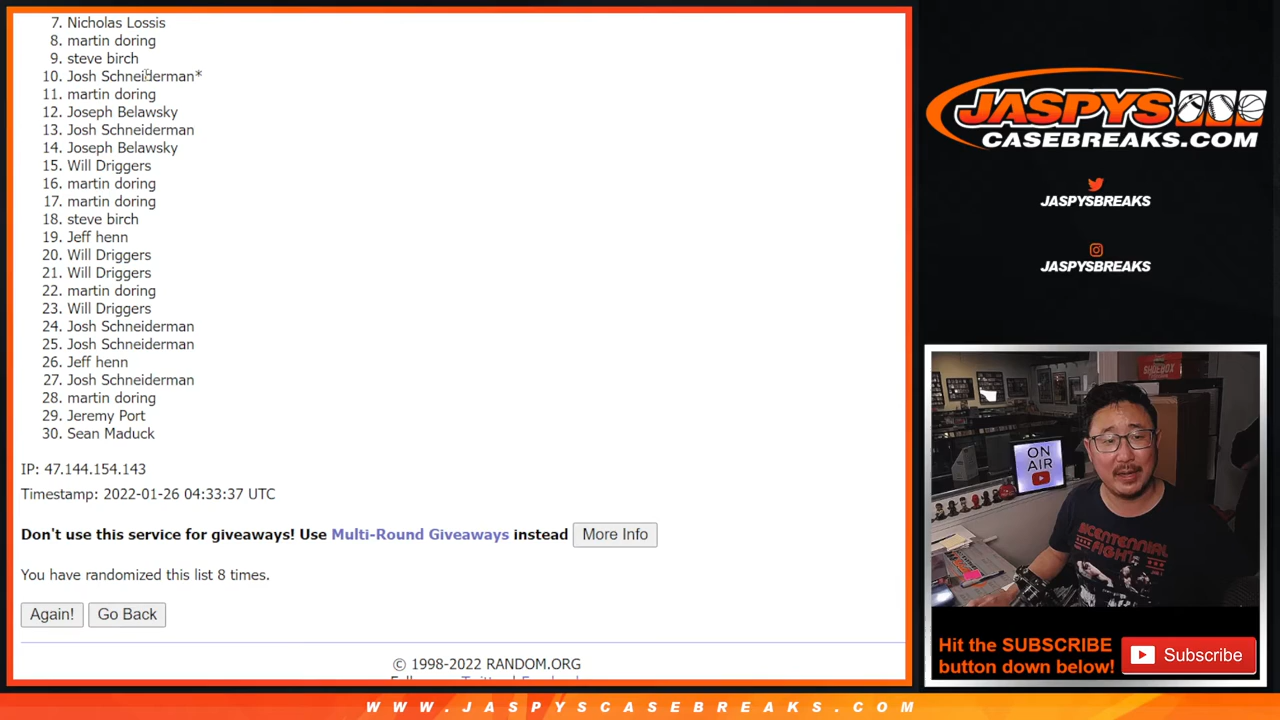 7. Nicholas Lossis
8. martin doring
9. steve birch
10. Josh Schneiderman*
11. martin doring
12. Joseph Belawsky
13. Josh Schneiderman
14. Joseph Belawsky
15. Will Driggers
16. martin doring
17. martin doring
18. steve birch
19. Jeff henn
20. Will Driggers
21. Will Driggers
22. martin doring
23. Will Driggers
24. Josh Schneiderman
25. Josh Schneiderman
26. Jeff henn
27. Josh Schneiderman
28. martin doring
29. Jeremy Port
30. Sean Maduck
IP: 47.144.154.143
Timestamp: 2022-01-26 04:33:37 UTC
Don't use this service for giveaways! Use Multi-Round Giveaways instead More Info
You have randomized this list 8 times.
Again! Go Back
© 1998-2022 RANDOM.ORG
JASPYS
CASEBREAKS.COM
JASPYSBREAKS
JASPYSBREAKS
SHOEBOX
ON
AIR
BICENTENNIAL
FIGHT
Hit the SUBSCRIBE
button down below!
Subscribe
WWW.JASPYSCASEBREAKS.COM